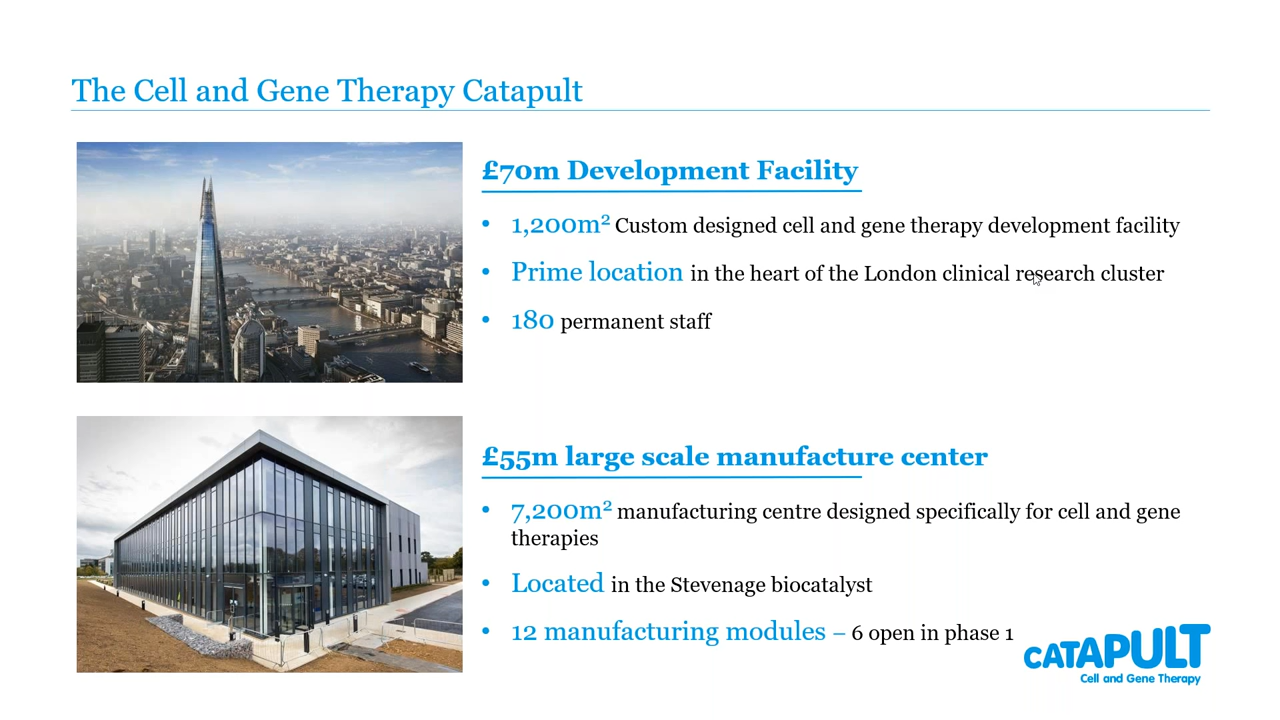 The Cell and Gene Therapy Catapult
£70m Development Facility
• 1,200m² Custom designed cell and gene therapy development facility
• Prime location in the heart of the London clinical research cluster
• 180 permanent staff
£55m large scale manufacture center
• 7,200m² manufacturing centre designed specifically for cell and gene
therapies
• Located in the Stevenage biocatalyst
• 12 manufacturing modules – 6 open in phase 1
CATAPULT
Cell and Gene Therapy